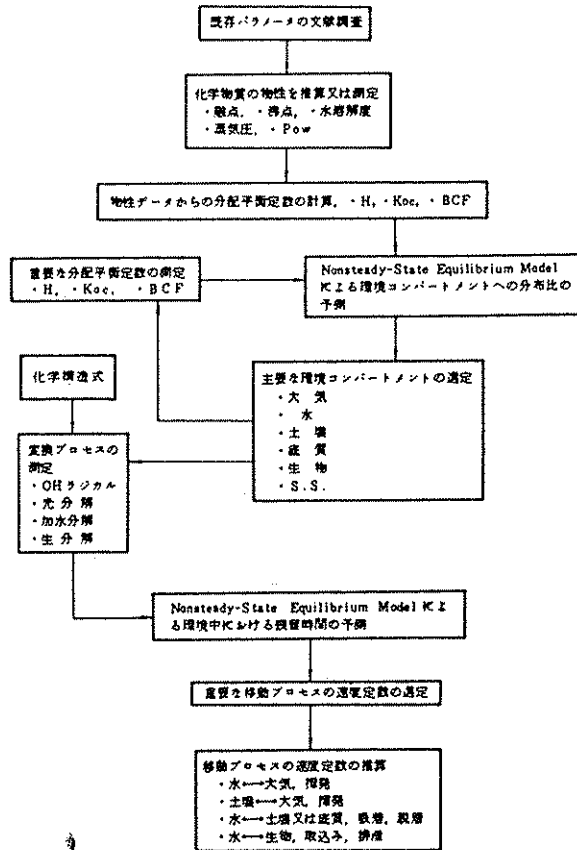 既存パラメータの文献調査
化学物質の物性を推算又は測定
・融点, ・沸点, ・水溶解度
・蒸気圧, ・Pow
物性データからの分配平衡定数の計算, ・H, ・Koc, ・BCF
重要な分配平衡定数の測定
・H, ・Koc, ・BCF
Nonsteady-State Equilibrium Model
による環境コンパートメントへの分布比の
予測
化学構造式
主要な環境コンパートメントの選定
・大 気
・ 水
・土 壌
・底 質
・生 物
・S.S.
変換プロセスの
測定
・OHラジカル
・光分解
・加水分解
・生分解
Nonsteady-State Equilibrium Model によ
る環境中における残留時間の予測
重要な移動プロセスの速度定数の選定
移動プロセスの速度定数の推算
・水←→大気, 揮発
・土壌←→大気, 揮発
・水←→土壌又は底質, 吸着, 脱着
・水←→生物, 取込み, 排泄